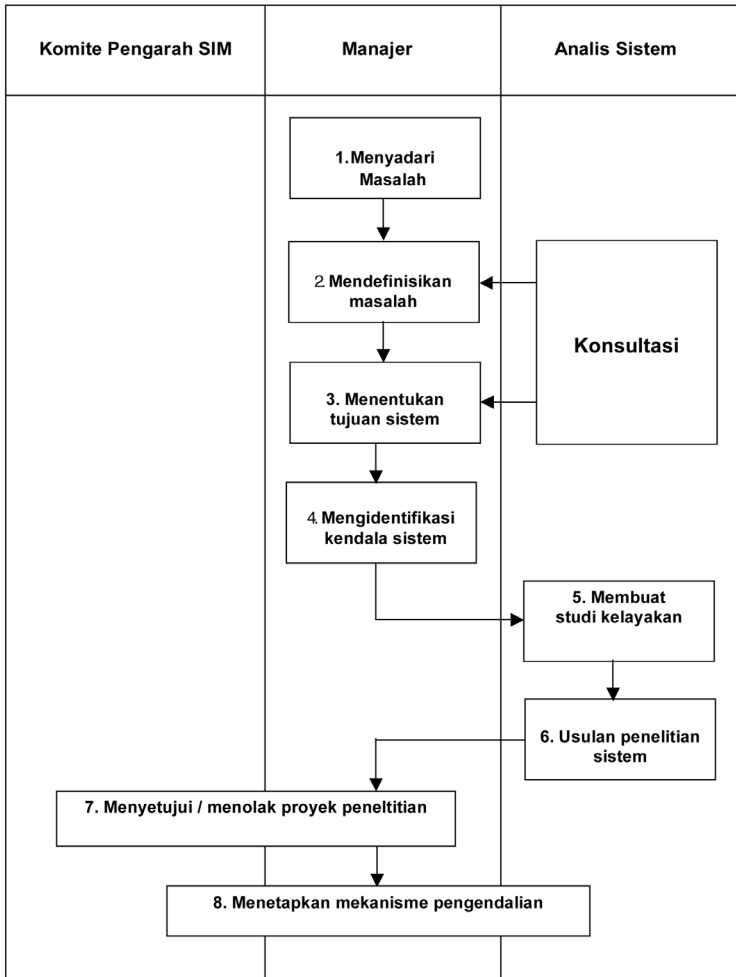 Komite Pengarah SIM
Manajer
Analis Sistem
1. Menyadari
Masalah
2. Mendefinisikan
masalah
Konsultasi
3. Menentukan
tujuan sistem
4. Mengidentifikasi
kendala sistem
5. Membuat
studi kelayakan
6. Usulan penelitian
sistem
7. Menyetujui / menolak proyek peneltitian
8. Menetapkan mekanisme pengendalian